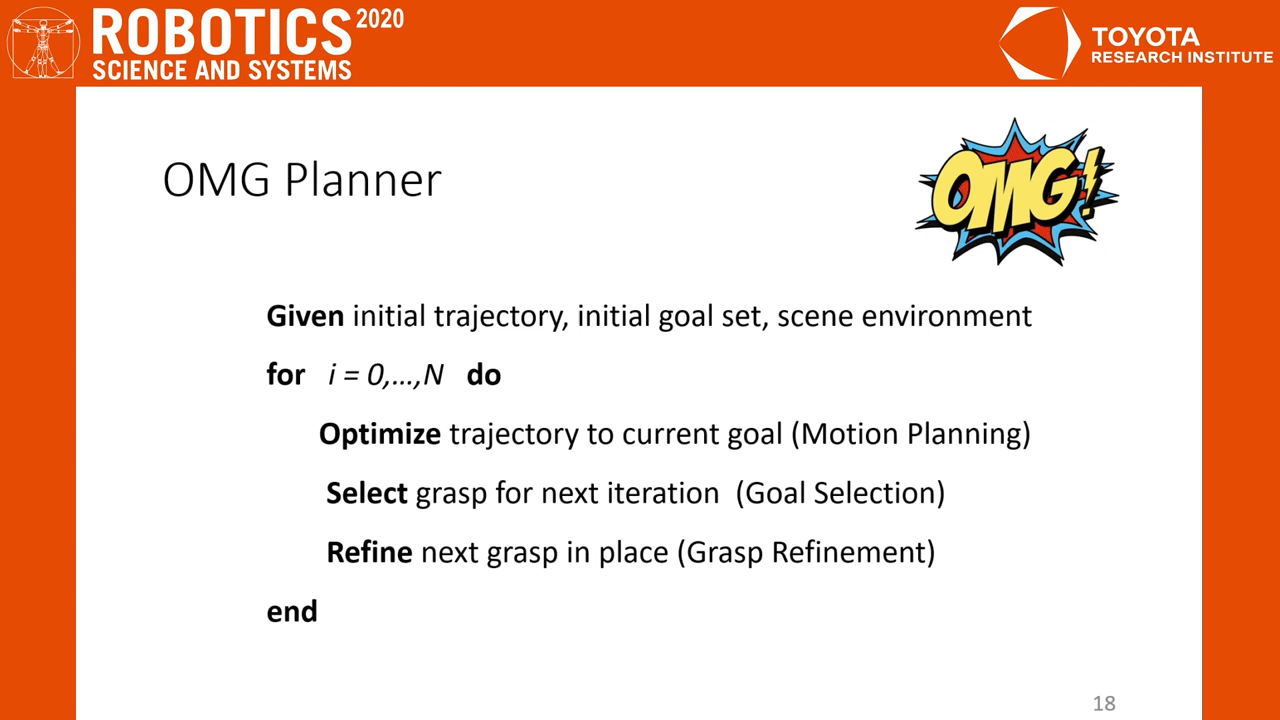 ROBOTICS 2020
SCIENCE AND SYSTEMS
TOYOTA
RESEARCH INSTITUTE
OMG Planner
OMG!
Given initial trajectory, initial goal set, scene environment
for i = 0,...,N do
Optimize trajectory to current goal (Motion Planning)
Select grasp for next iteration (Goal Selection)
Refine next grasp in place (Grasp Refinement)
end
18